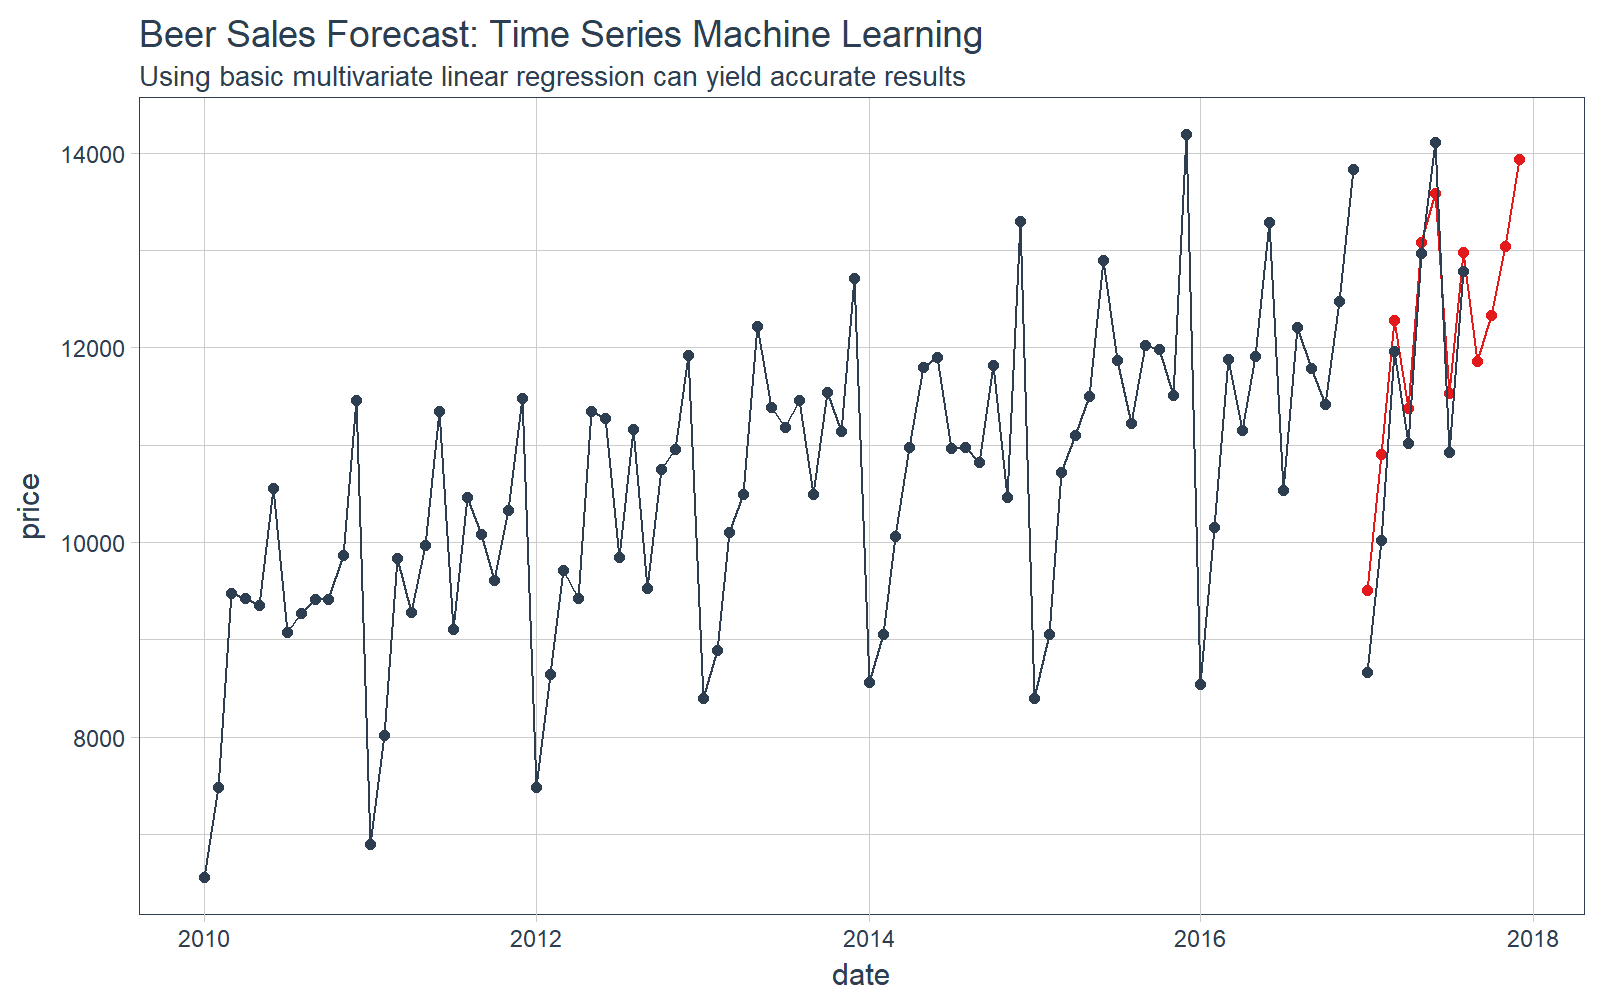 Beer Sales Forecast: Time Series Machine Learning
Using basic multivariate linear regression can yield accurate results
price
14000
12000
10000
8000
2010
2012
2014
2016
2018
date